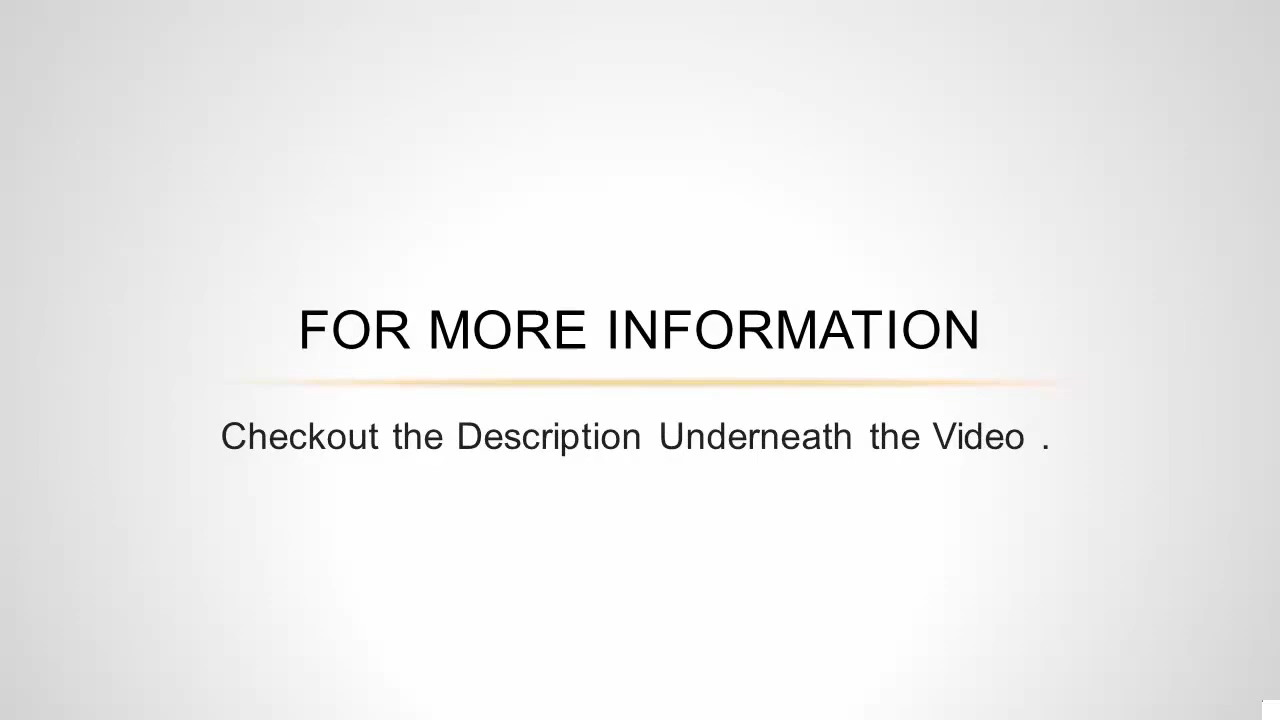 FOR MORE INFORMATION
Checkout the Description Underneath the Video .